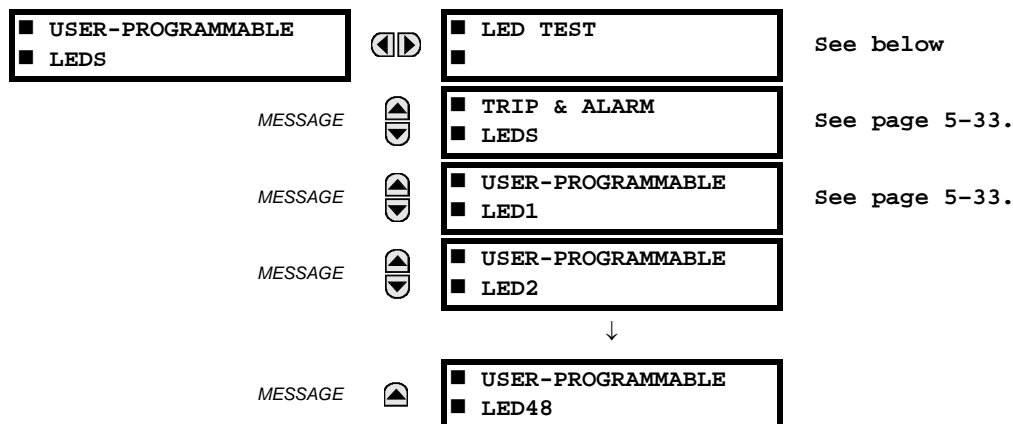 ■ USER-PROGRAMMABLE
■ LEDS
■ LED TEST
■
See below
MESSAGE
■ TRIP & ALARM
■ LEDS
See page 5–33.
MESSAGE
■ USER-PROGRAMMABLE
■ LED1
See page 5–33.
MESSAGE
■ USER-PROGRAMMABLE
■ LED2
↓
MESSAGE
■ USER-PROGRAMMABLE
■ LED48